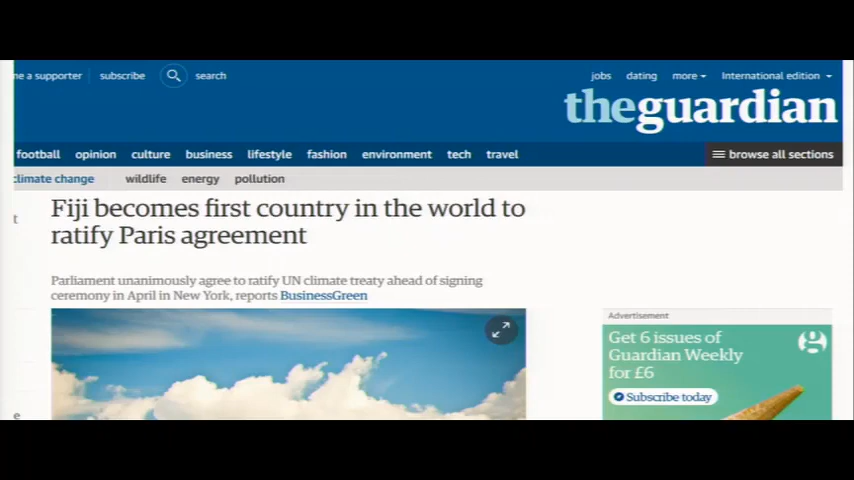 ne a supporter subscribe search jobs dating more International edition
theguardian
football opinion culture business lifestyle fashion environment tech travel browse all sections
climate change wildlife energy pollution
Fiji becomes first country in the world to
ratify Paris agreement
Parliament unanimously agree to ratify UN climate treaty ahead of signing
ceremony in April in New York, reports BusinessGreen
Advertisement
Get 6 issues of
Guardian Weekly
for £6
Subscribe today